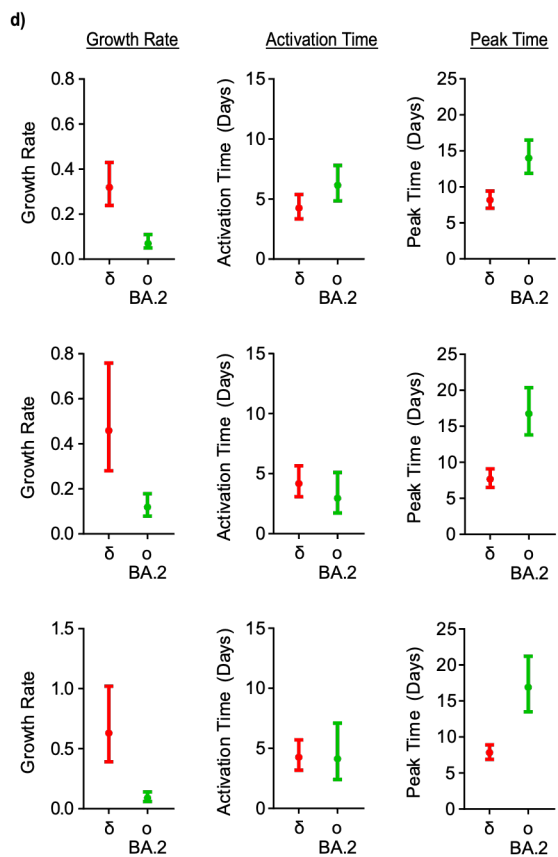 d)
Growth Rate Activation Time Peak Time
Growth Rate
0.8
0.6
0.4
0.2
0.0
δ o
BA.2
Activation Time (Days)
15
10
5
0
δ o
BA.2
Peak Time (Days)
25
20
15
10
5
0
δ o
BA.2
Growth Rate
0.8
0.6
0.4
0.2
0.0
δ o
BA.2
Activation Time (Days)
15
10
5
0
δ o
BA.2
Peak Time (Days)
25
20
15
10
5
0
δ o
BA.2
Growth Rate
1.5
1.0
0.5
0.0
δ o
BA.2
Activation Time (Days)
15
10
5
0
δ o
BA.2
Peak Time (Days)
25
20
15
10
5
0
δ o
BA.2